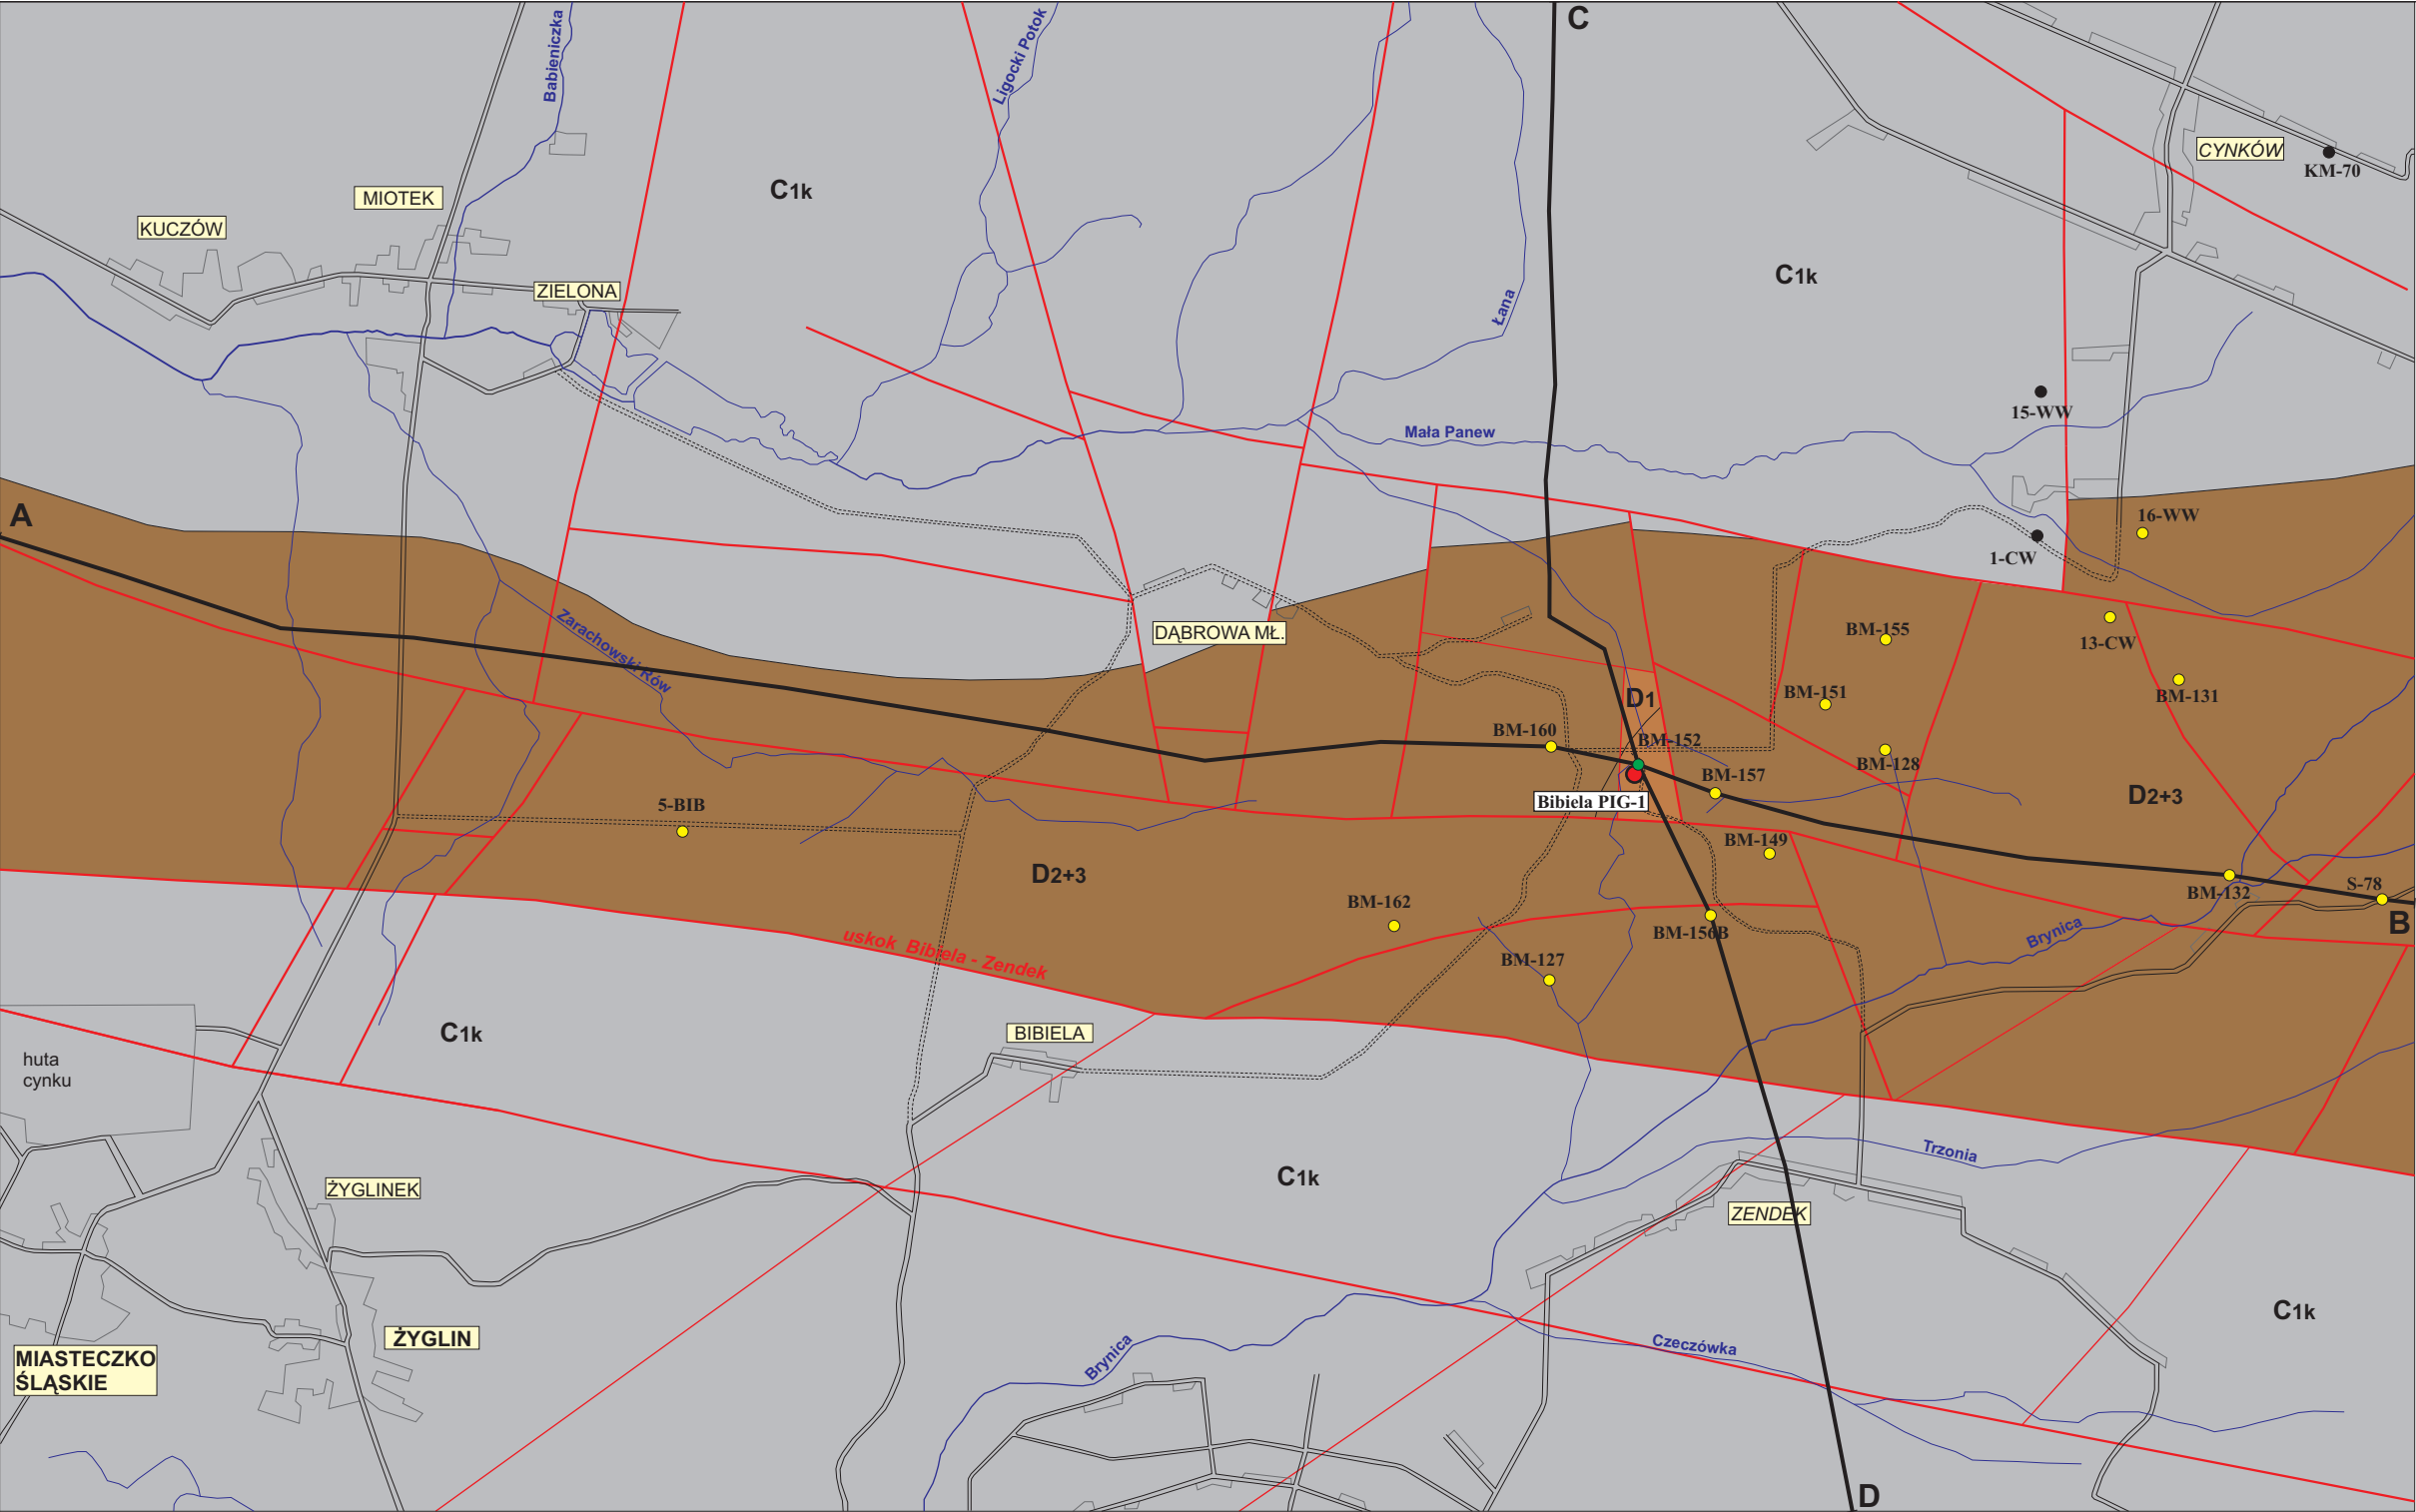 C
Babieniczka
Ligocki Potok
CYNKÓW
KM-70
C1k
MIOTEK
KUCZÓW
C1k
ZIELONA
Łana
15-WW
Mała Panew
A
16-WW
1-CW
Zarachowski Rów
DĄBROWA MŁ.
BM-155
13-CW
D1
BM-151
BM-131
BM-160
BM-152
BM-128
BM-157
D2+3
5-BIB
Bibiela PIG-1
BM-149
D2+3
S-78
BM-132
BM-162
B
BM-156B
Brynica
uskok Bibiela - Zendek
BM-127
C1k
BIBIELA
huta
cynku
Trzonia
C1k
ŻYGLINEK
ZENDEK
C1k
ŻYGLIN
Czeczówka
Brynica
MIASTECZKO
ŚLĄSKIE
D